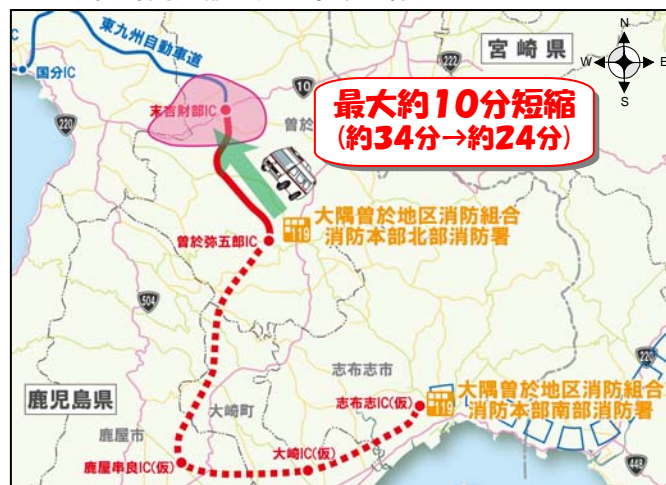 東九州自動車道
宮崎県
N
W
E
S
国分IC
10
222
220
末吉財部IC
最大約10分短縮
(約34分→約24分)
119
大隅曽於地区消防組合
消防本部北部消防署
曽於弥五郎IC
504
志布志市
220
鹿児島県
大崎町
志布志IC(仮)
119
大隅曽於地区消防組合
消防本部南部消防署
鹿屋市
鹿屋串良IC(仮)
大崎IC(仮)
448